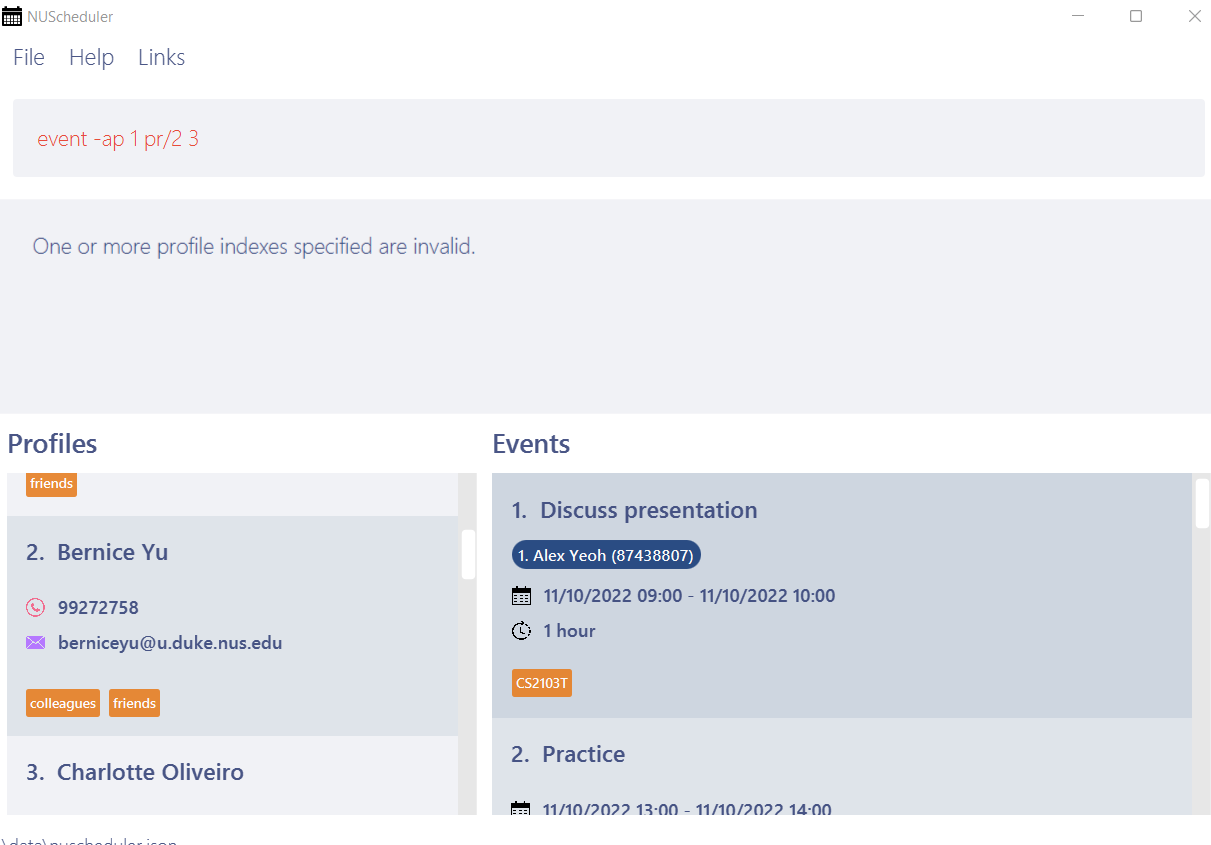 NUScheduler
File Help Links
event -ap 1 pr/2 3
One or more profile indexes specified are invalid.
Profiles
friends
2. Bernice Yu
99272758
berniceyu@u.duke.nus.edu
colleagues friends
3. Charlotte Oliveiro
Events
1. Discuss presentation
1. Alex Yeoh (87438807)
11/10/2022 09:00 - 11/10/2022 10:00
1 hour
CS2103T
2. Practice
11/10/2022 13:00 - 11/10/2022 14:00
\data\nuscheduler.json